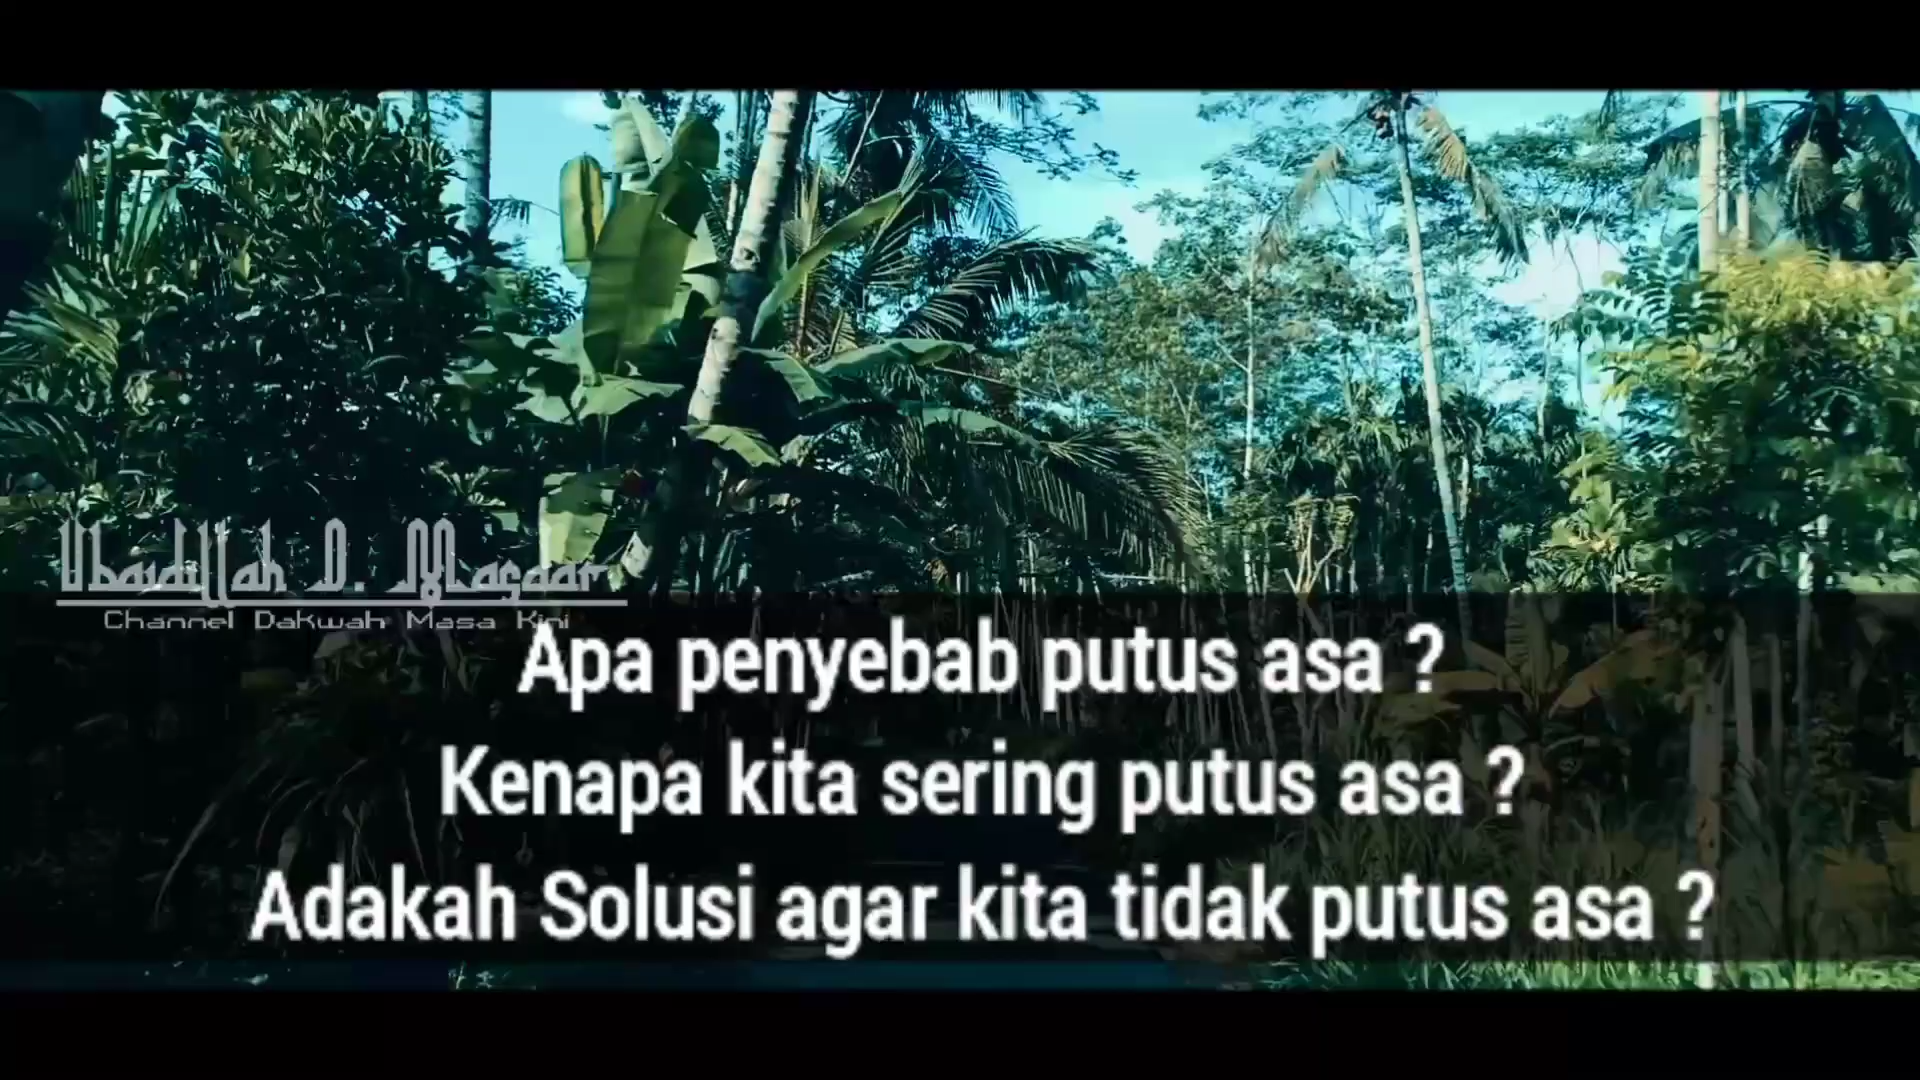 Ubaidillah D. Masdar
Channel Dakwah Masa Kini
Apa penyebab putus asa ?
Kenapa kita sering putus asa ?
Adakah Solusi agar kita tidak putus asa ?